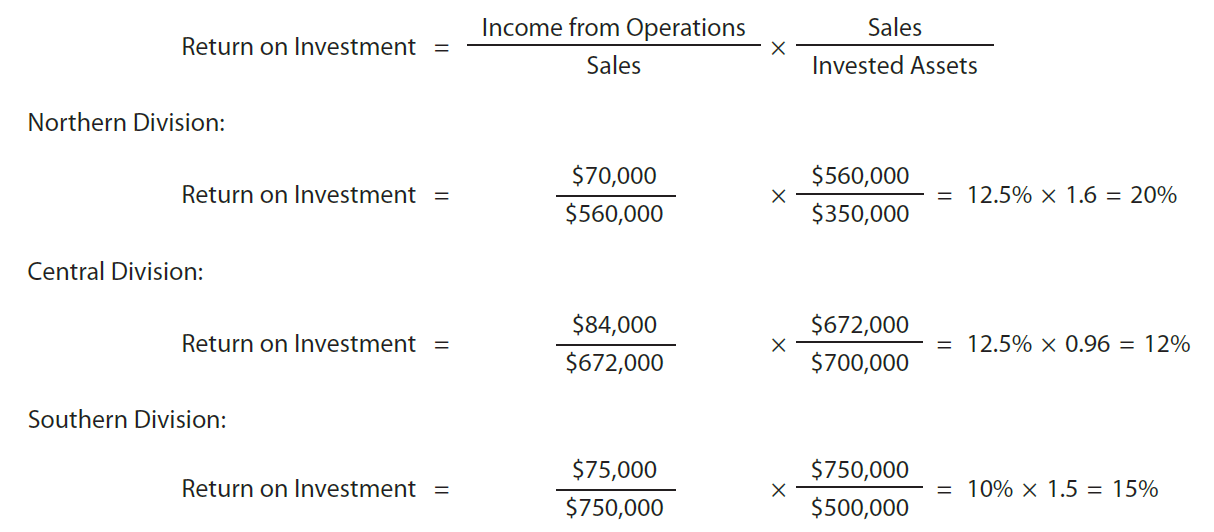 Return on Investment = Income from Operations / Sales × Sales / Invested Assets
Northern Division:
Return on Investment = $70,000 / $560,000 × $560,000 / $350,000 = 12.5% × 1.6 = 20%
Central Division:
Return on Investment = $84,000 / $672,000 × $672,000 / $700,000 = 12.5% × 0.96 = 12%
Southern Division:
Return on Investment = $75,000 / $750,000 × $750,000 / $500,000 = 10% × 1.5 = 15%